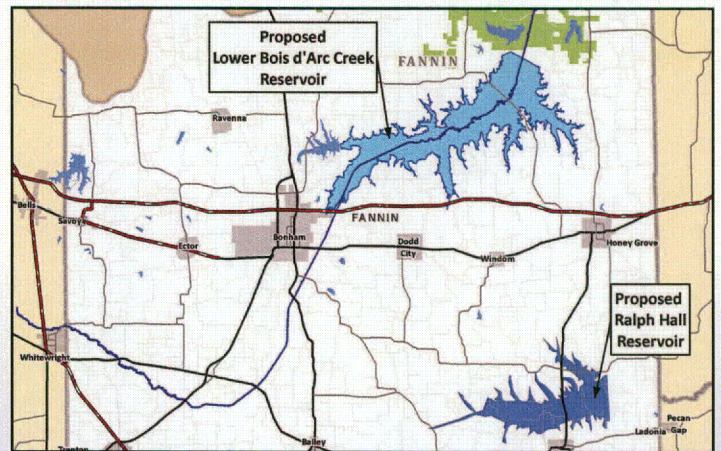 Proposed
Lower Bois d'Arc Creek
Reservoir
FANNIN
Ravenna
Bells
Savoy
FANNIN
Ector
Bonham
Dodd
City
Windom
Honey Grove
Proposed
Ralph Hall
Reservoir
Whitewright
Trenton
Bailey
Ladonia
Pecan
Gap